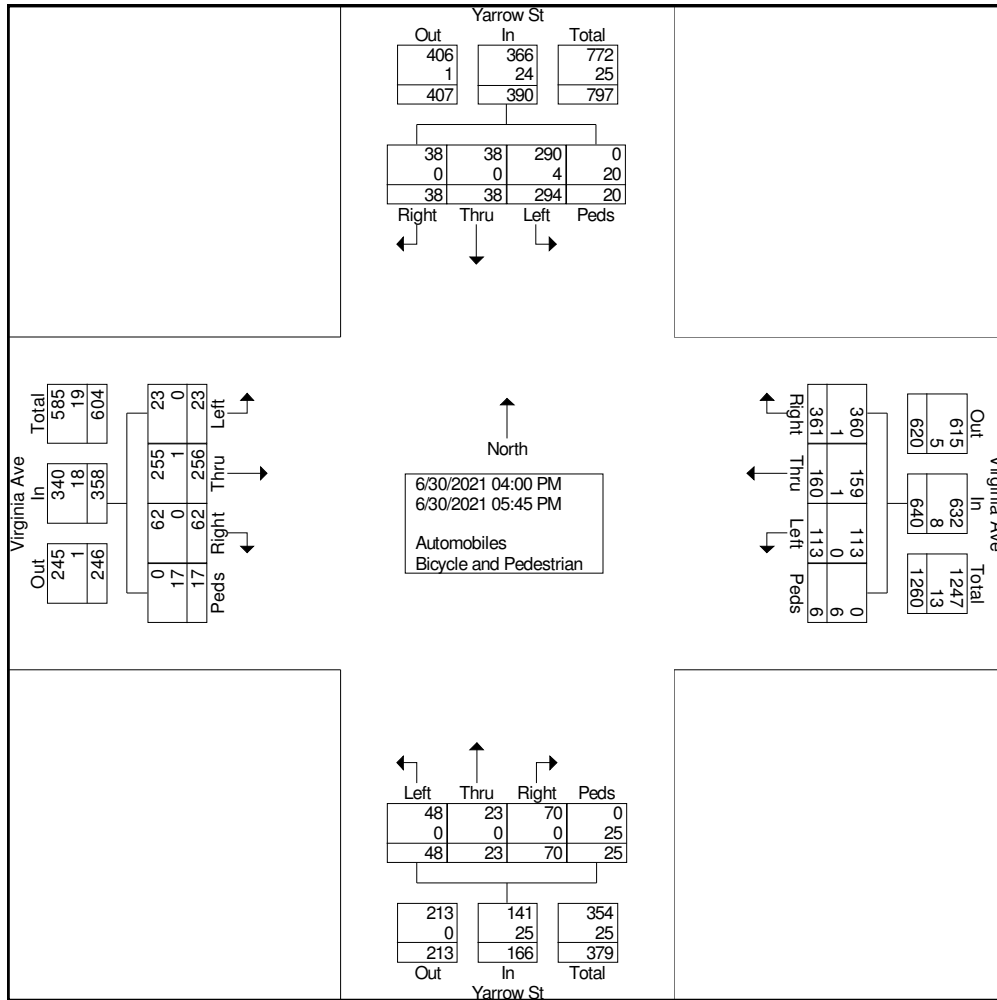 Yarrow St
Out In Total
406 366 772
1 24 25
407 390 797
38 38 290 0
0 0 4 20
38 38 294 20
Right Thru Left Peds
Virginia Ave
Total In Out
585 340 245
19 18 1
604 358 246
23 255 62 0
0 1 0 17
23 256 62 17
Left Thru Right Peds
North
6/30/2021 04:00 PM
6/30/2021 05:45 PM
Automobiles
Bicycle and Pedestrian
Right Thru Left Peds
361 160 113 6
1 1 0 6
360 159 113 0
Out In Total
615 632 1247
5 8 13
620 640 1260
Virginia Ave
Left Thru Right Peds
48 23 70 0
0 0 0 25
48 23 70 25
213 141 354
0 25 25
213 166 379
Out In Total
Yarrow St